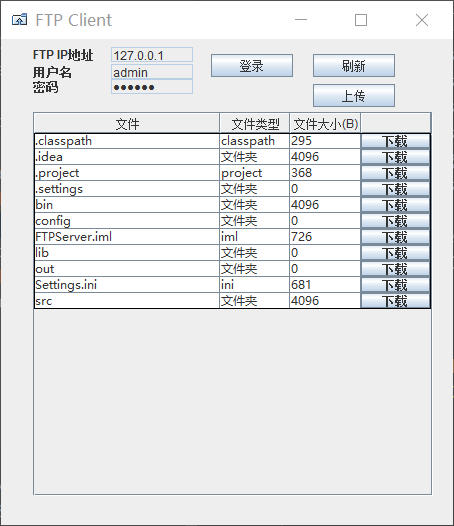 FTP Client
FTP IP地址 127.0.0.1 登录 刷新
用户名 admin
密码 ●●●●●● 上传
文件 文件类型 文件大小(B)
.classpath classpath 295 下载
.idea 文件夹 4096 下载
.project project 368 下载
.settings 文件夹 0 下载
bin 文件夹 4096 下载
config 文件夹 0 下载
FTPServer.iml iml 726 下载
lib 文件夹 0 下载
out 文件夹 0 下载
Settings.ini ini 681 下载
src 文件夹 4096 下载